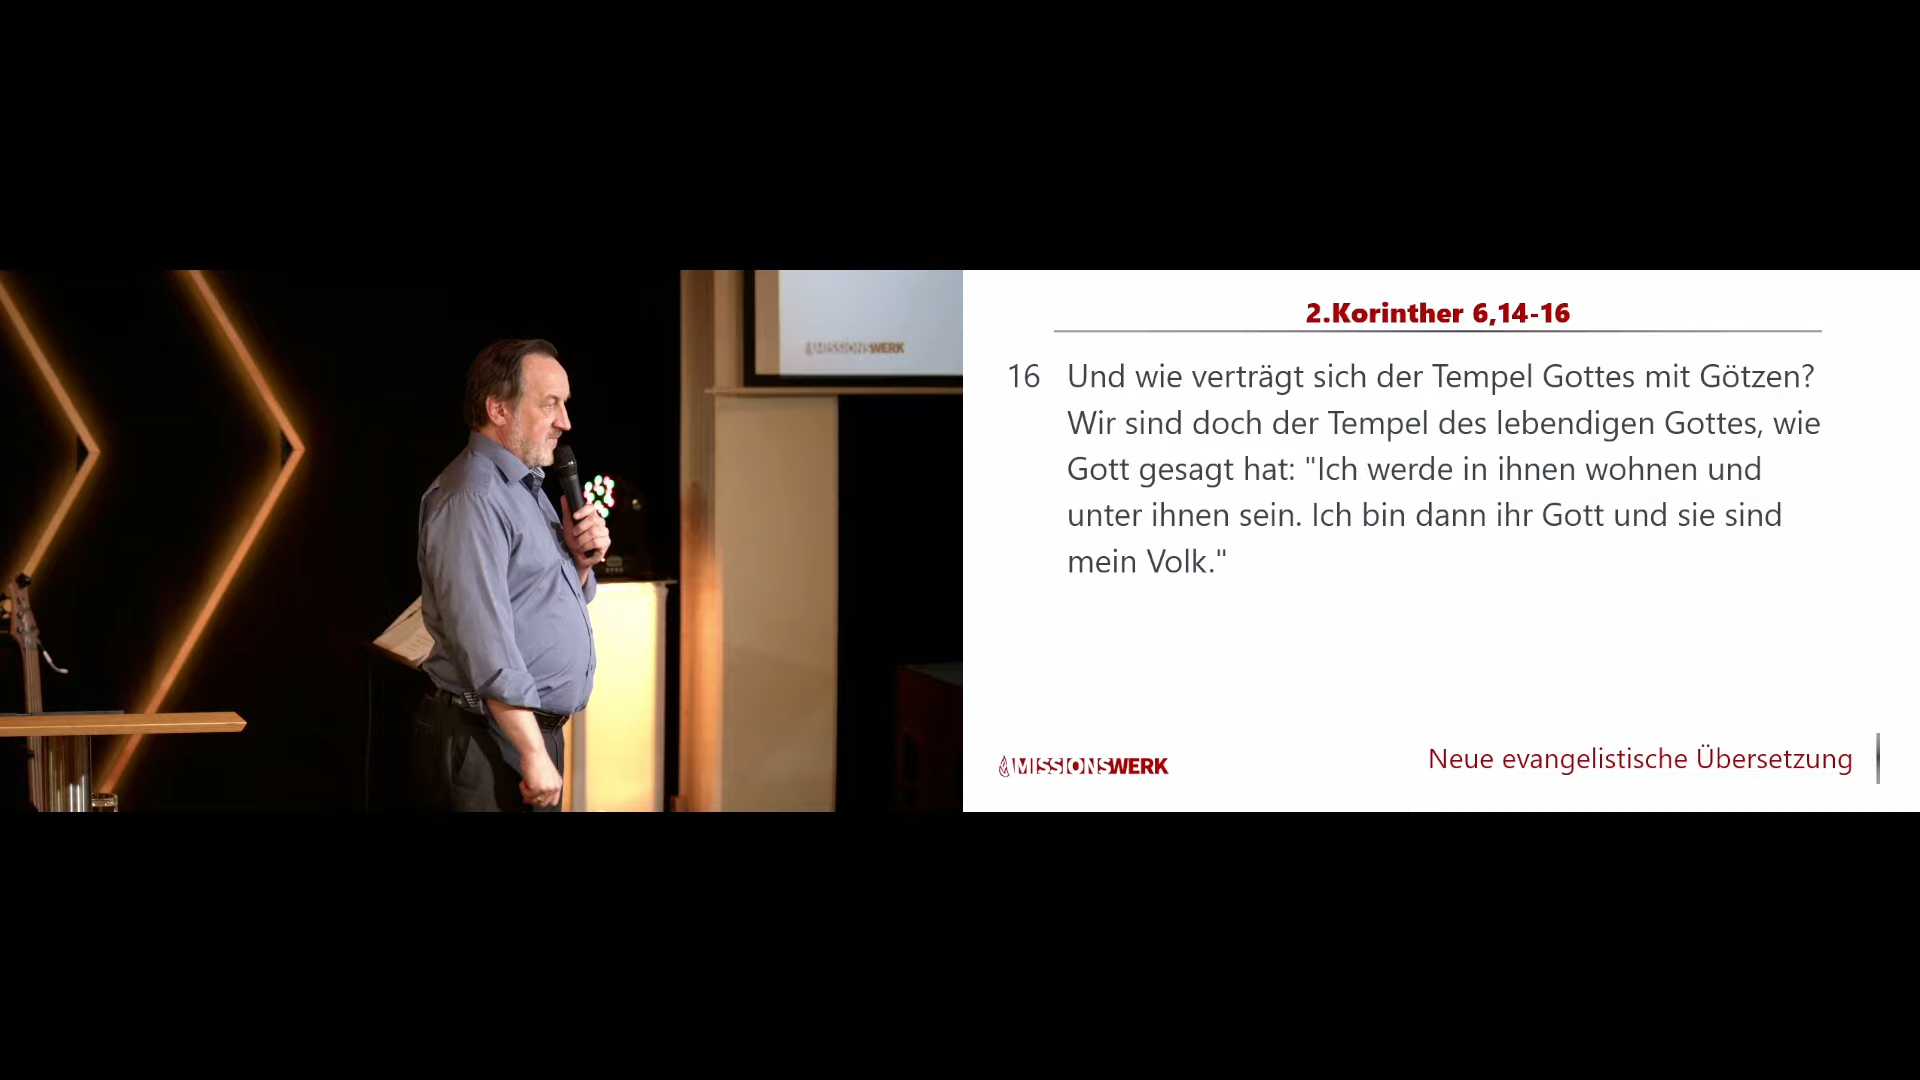 MISSIONSWERK
2.Korinther 6,14-16
16 Und wie verträgt sich der Tempel Gottes mit Götzen?
Wir sind doch der Tempel des lebendigen Gottes, wie
Gott gesagt hat: "Ich werde in ihnen wohnen und
unter ihnen sein. Ich bin dann ihr Gott und sie sind
mein Volk."
MISSIONSWERK
Neue evangelistische Übersetzung